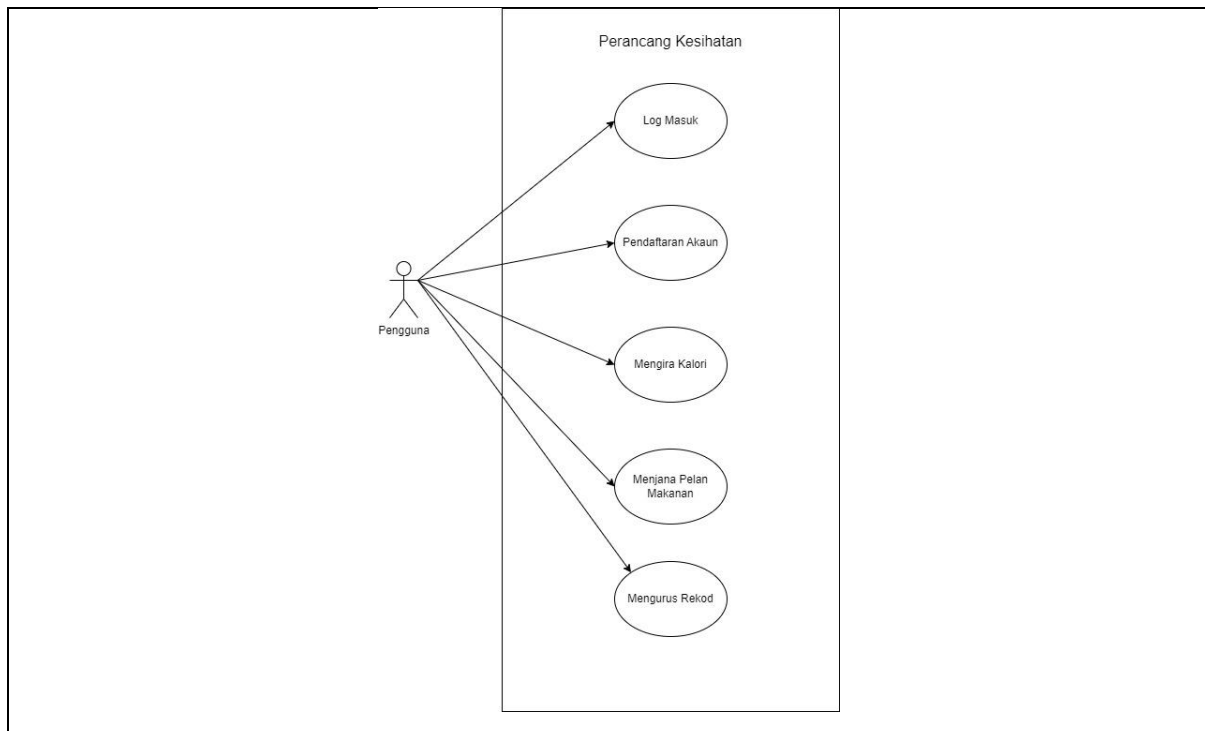 Perancang Kesihatan
Log Masuk
Pendaftaran Akaun
Pengguna
Mengira Kalori
Menjana Pelan
Makanan
Mengurus Rekod